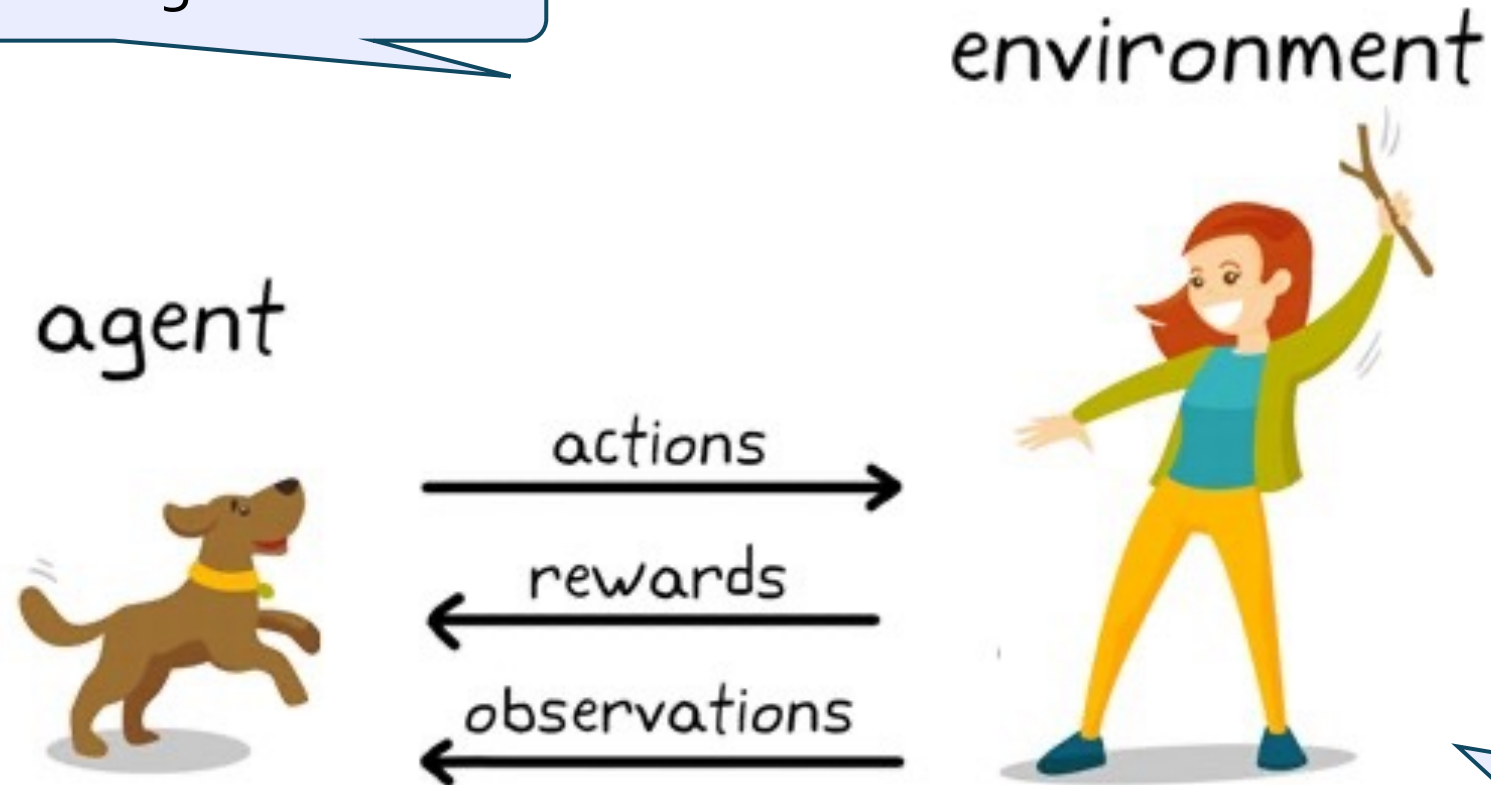 environment
agent
actions
rewards
observations